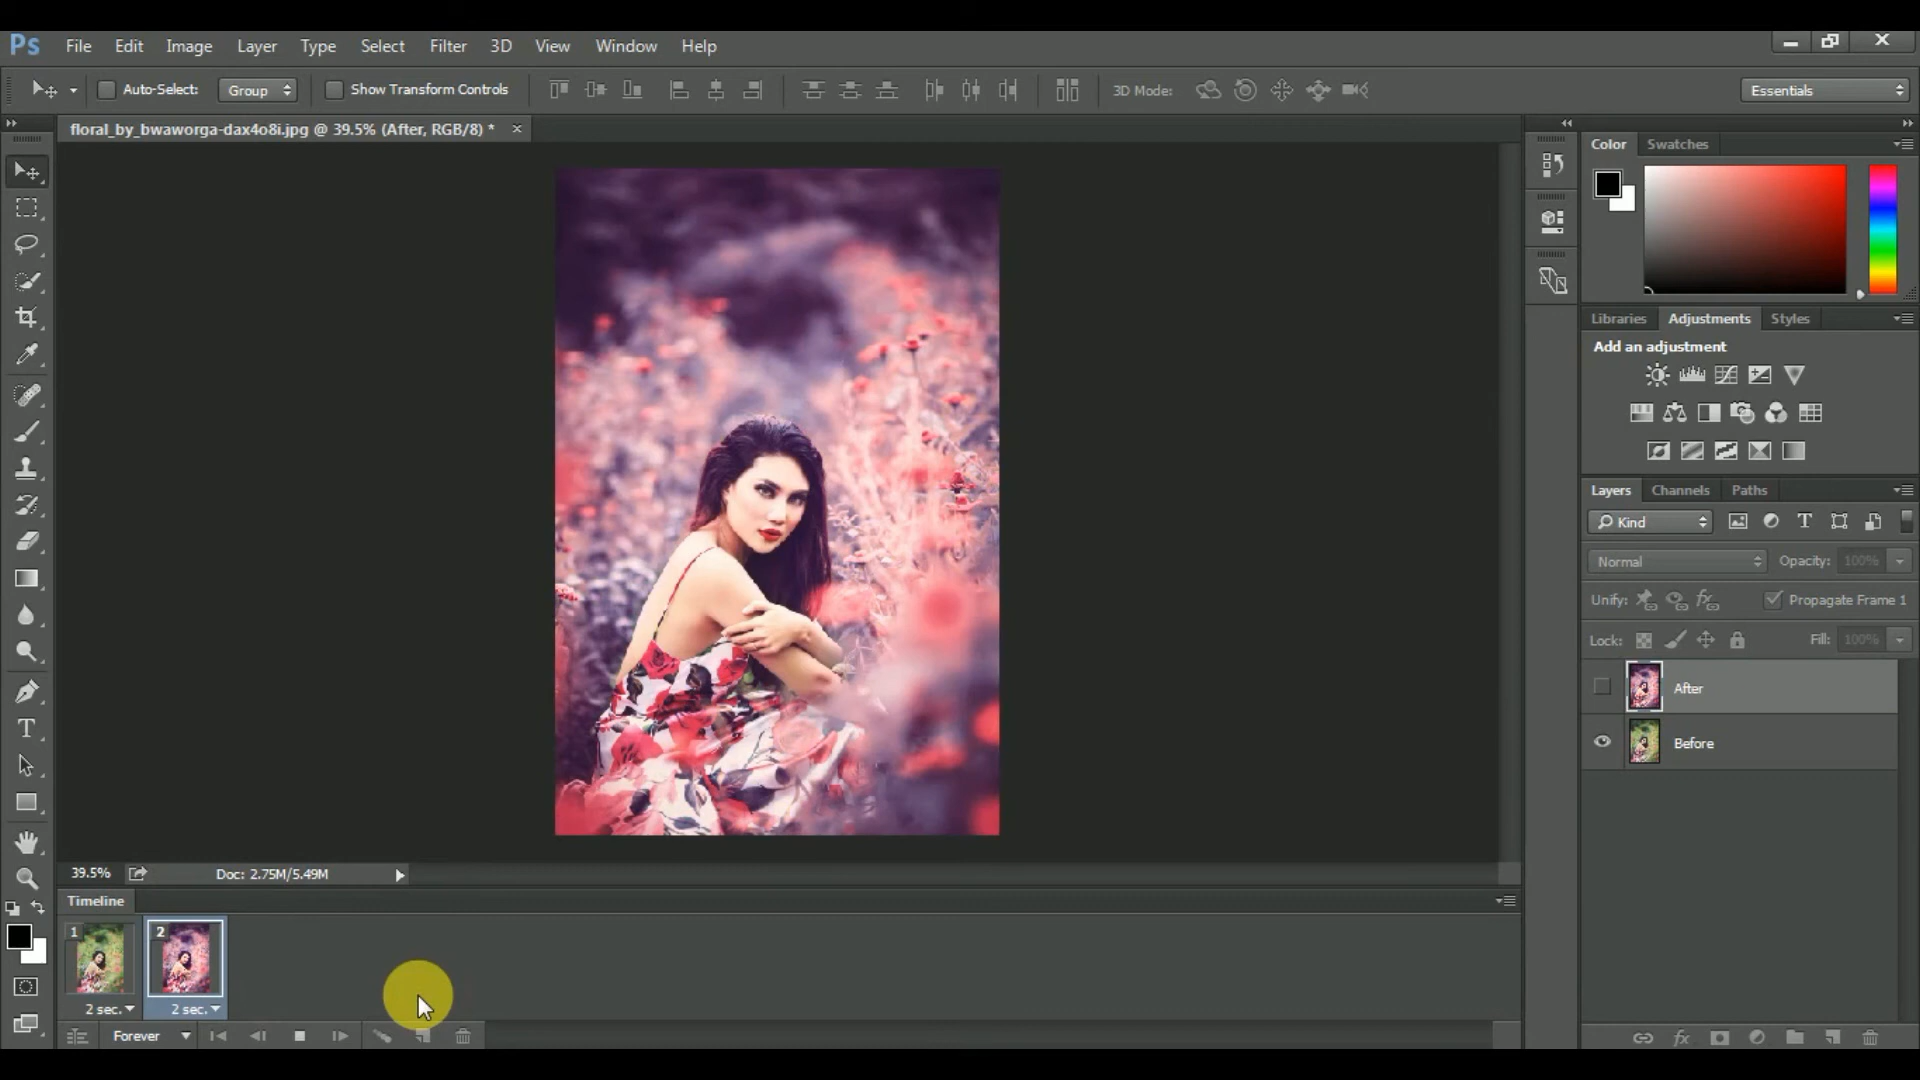 Ps File Edit Image Layer Type Select Filter 3D View Window Help
Auto-Select: Group Show Transform Controls 3D Mode: Essentials
floral_by_bwaworga-dax4o8i.jpg @ 39.5% (After, RGB/8) *
Color Swatches
Libraries Adjustments Styles
Add an adjustment
Layers Channels Paths
Kind
Normal Opacity: 100%
Unify: Propagate Frame 1
Lock: Fill: 100%
After
Before
39.5% Doc: 2.75M/5.49M
Timeline
1 2
2 sec. 2 sec.
Forever